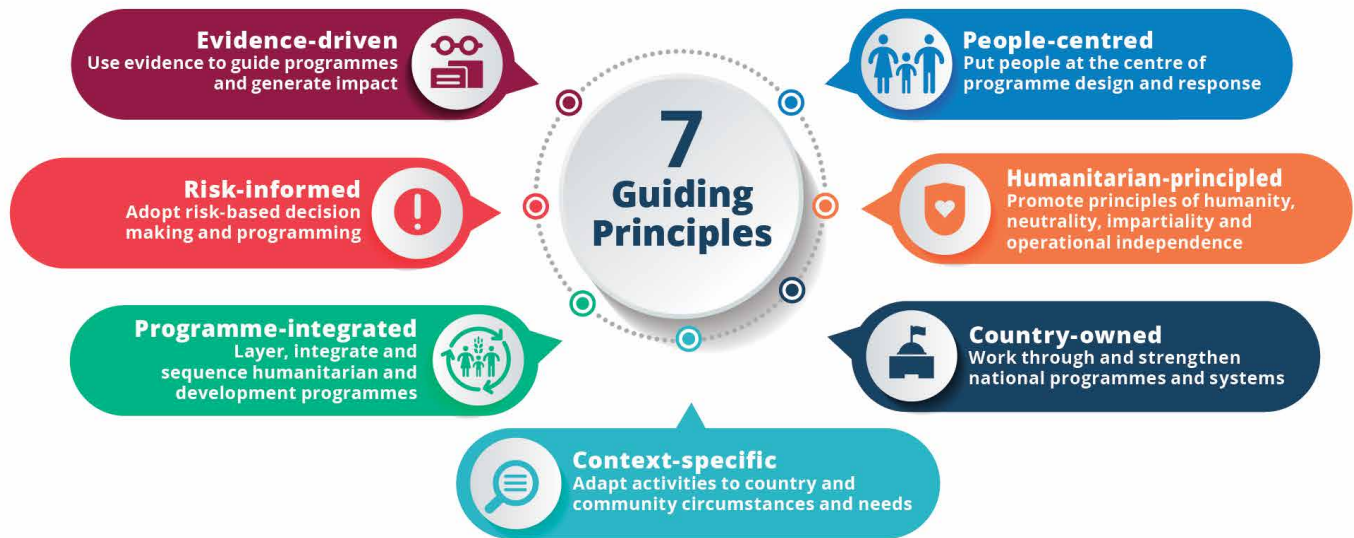 7
Guiding
Principles
People-centred
Put people at the centre of
programme design and response
Humanitarian-principled
Promote principles of humanity,
neutrality, impartiality and
operational independence
Country-owned
Work through and strengthen
national programmes and systems
Context-specific
Adapt activities to country and
community circumstances and needs
Programme-integrated
Layer, integrate and
sequence humanitarian and
development programmes
Risk-informed
Adopt risk-based decision
making and programming
Evidence-driven
Use evidence to guide programmes
and generate impact